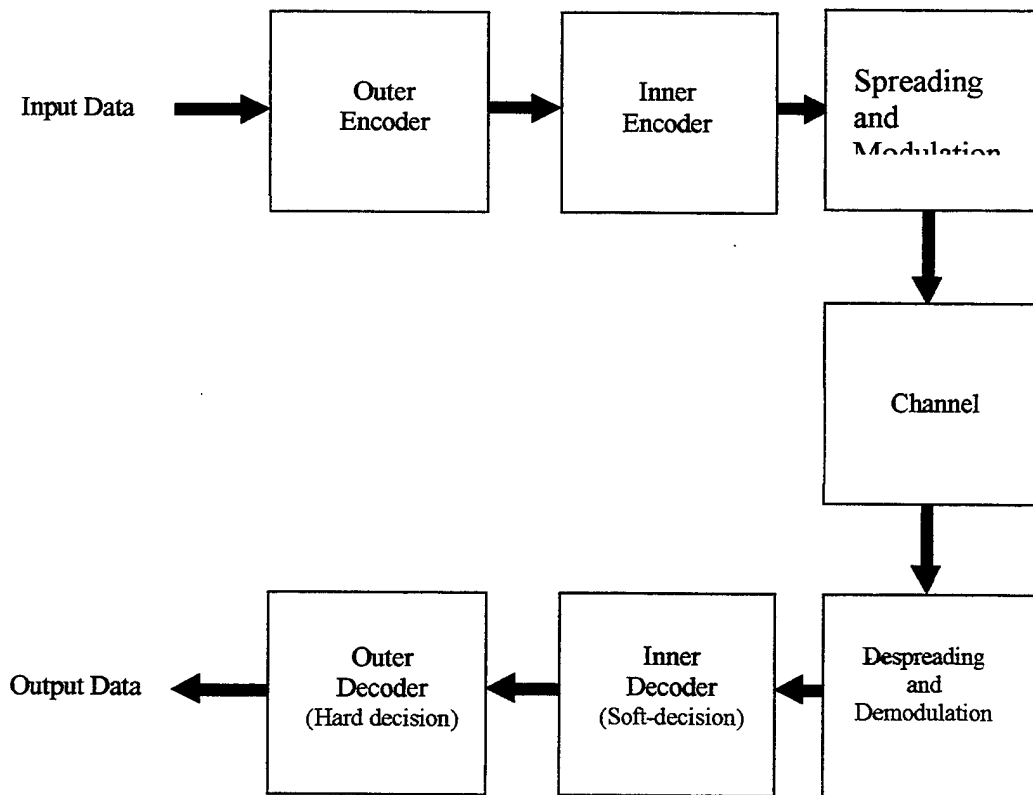 Input Data
Outer
Encoder
Inner
Encoder
Spreading
and
Modulation
Channel
Despreading
and
Demodulation
Inner
Decoder
(Soft-decision)
Outer
Decoder
(Hard decision)
Output Data